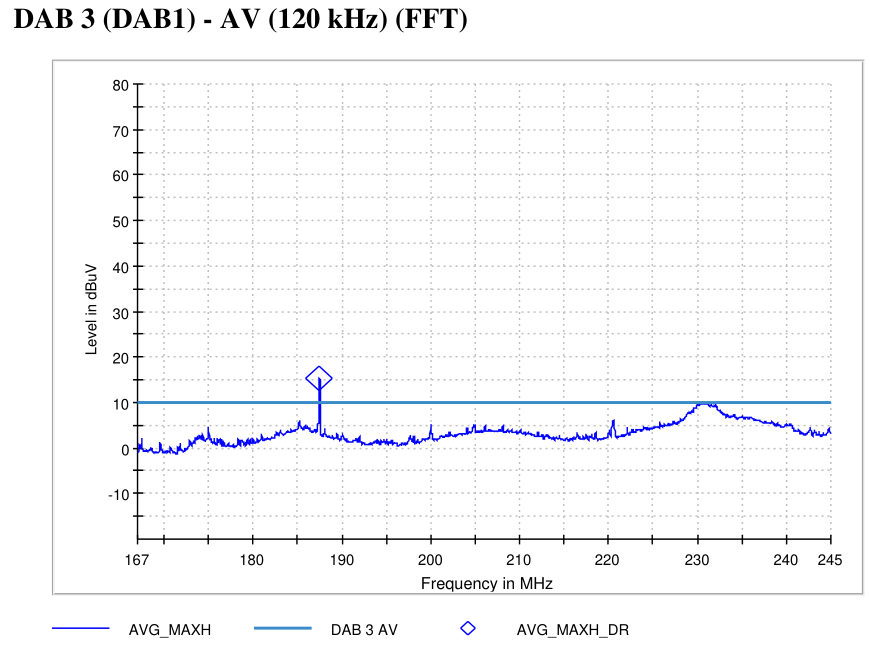 DAB 3 (DAB1) - AV (120 kHz) (FFT)
80
70
60
50
40
30
20
10
0
-10
Level in dBuV
167 180 190 200 210 220 230 240 245
Frequency in MHz
AVG_MAXH DAB 3 AV AVG_MAXH_DR